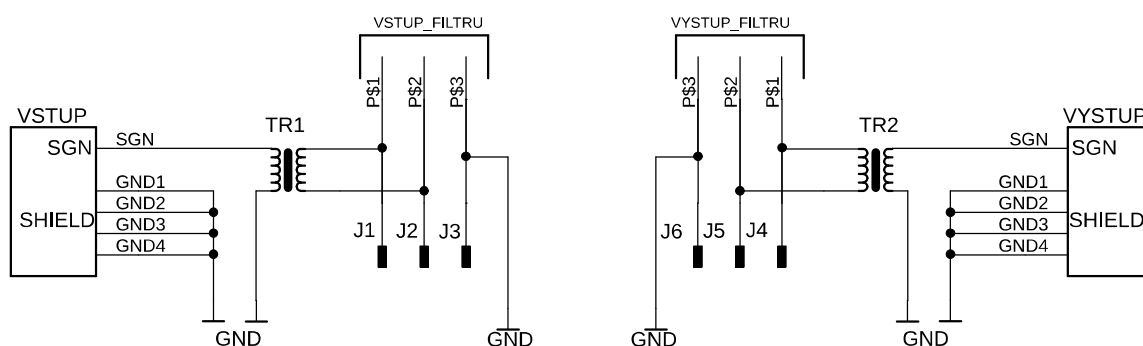 VSTUP_FILTRU
VYSTUP_FILTRU
P$1
P$2
P$3
P$3
P$2
P$1
VSTUP
SGN
TR1
TR2
SGN
VYSTUP
SGN
SGN
GND1
GND2
SHIELD
GND3
GND4
J1
J2
J3
J6
J5
J4
GND1
GND2
SHIELD
GND3
GND4
GND
GND
GND
GND